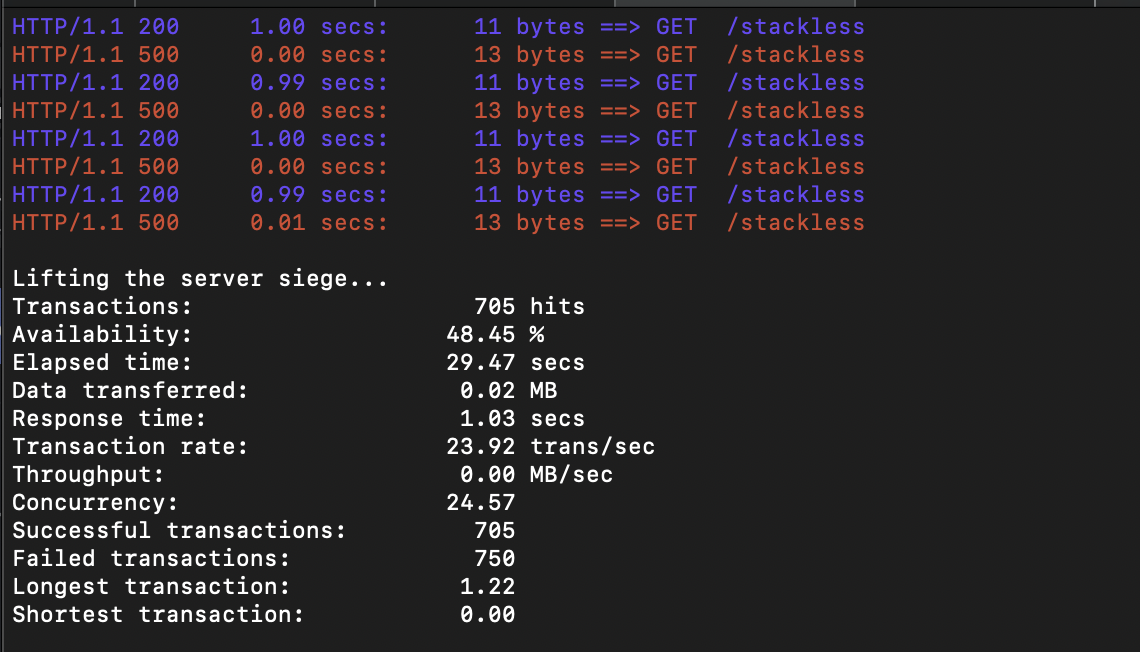 HTTP/1.1 200     1.00 secs:      11 bytes ==> GET  /stackless
HTTP/1.1 500     0.00 secs:      13 bytes ==> GET  /stackless
HTTP/1.1 200     0.99 secs:      11 bytes ==> GET  /stackless
HTTP/1.1 500     0.00 secs:      13 bytes ==> GET  /stackless
HTTP/1.1 200     1.00 secs:      11 bytes ==> GET  /stackless
HTTP/1.1 500     0.00 secs:      13 bytes ==> GET  /stackless
HTTP/1.1 200     0.99 secs:      11 bytes ==> GET  /stackless
HTTP/1.1 500     0.01 secs:      13 bytes ==> GET  /stackless

Lifting the server siege...
Transactions:                    705 hits
Availability:                  48.45 %
Elapsed time:                  29.47 secs
Data transferred:               0.02 MB
Response time:                  1.03 secs
Transaction rate:              23.92 trans/sec
Throughput:                     0.00 MB/sec
Concurrency:                   24.57
Successful transactions:         705
Failed transactions:             750
Longest transaction:            1.22
Shortest transaction:           0.00